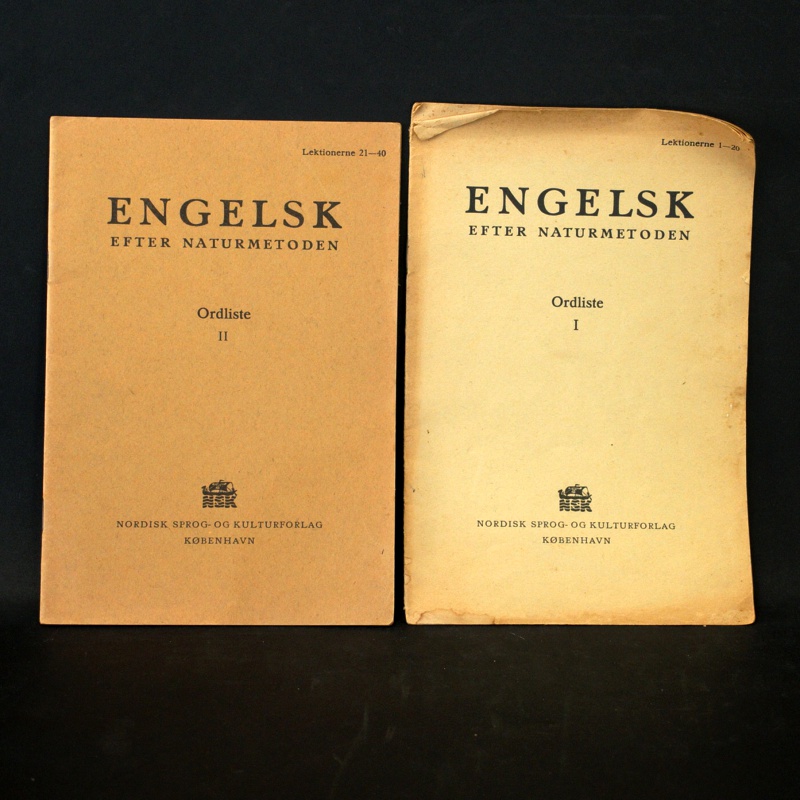 Lektionerne 21—40
ENGELSK
EFTER NATURMETODEN
Ordliste
II
NSK
NORDISK SPROG- OG KULTURFORLAG
KØBENHAVN
Lektionerne 1—20
ENGELSK
EFTER NATURMETODEN
Ordliste
I
NSK
NORDISK SPROG- OG KULTURFORLAG
KØBENHAVN